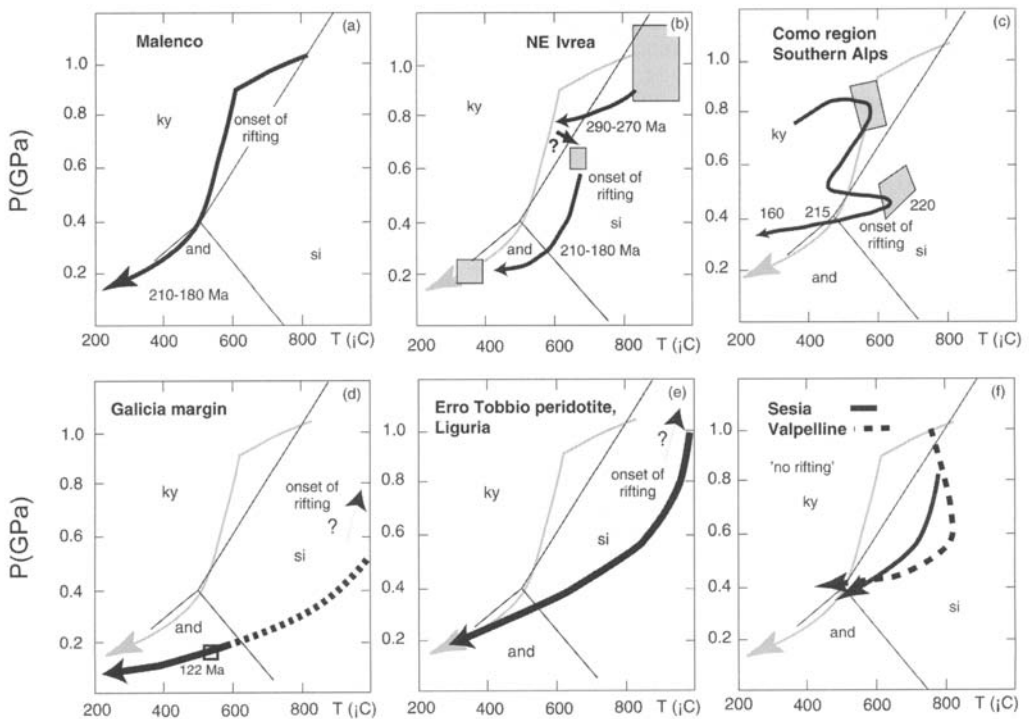 (a)
Malenco
P(GPa)
1.0
0.8
0.6
0.4
0.2
ky
onset of
rifting
and
si
210-180 Ma
200 400 600 800 T (¡C)
(b)
NE Ivrea
1.0
0.8
0.6
0.4
0.2
ky
290-270 Ma
?
onset of
rifting
si
and
210-180 Ma
200 400 600 800 T (¡C)
(c)
Como region
Southern Alps
1.0
0.8
0.6
0.4
0.2
ky
160 215 220
onset of
rifting
si
and
200 400 600 800 T (¡C)
(d)
Galicia margin
P(GPa)
1.0
0.8
0.6
0.4
0.2
onset of
rifting
ky
?
si
and
122 Ma
200 400 600 800 T (¡C)
(e)
Erro Tobbio peridotite,
Liguria
1.0
0.8
0.6
0.4
0.2
?
onset of
rifting
ky
si
and
200 400 600 800 T (¡C)
(f)
Sesia
Valpelline
1.0
0.8
0.6
0.4
0.2
'no rifting'
ky
si
and
200 400 600 800 T (¡C)